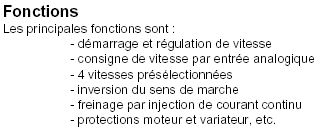 Fonctions
Les principales fonctions sont :
- démarrage et régulation de vitesse
- consigne de vitesse par entrée analogique
- 4 vitesses présélectionnées
- inversion du sens de marche
- freinage par injection de courant continu
- protections moteur et variateur, etc.